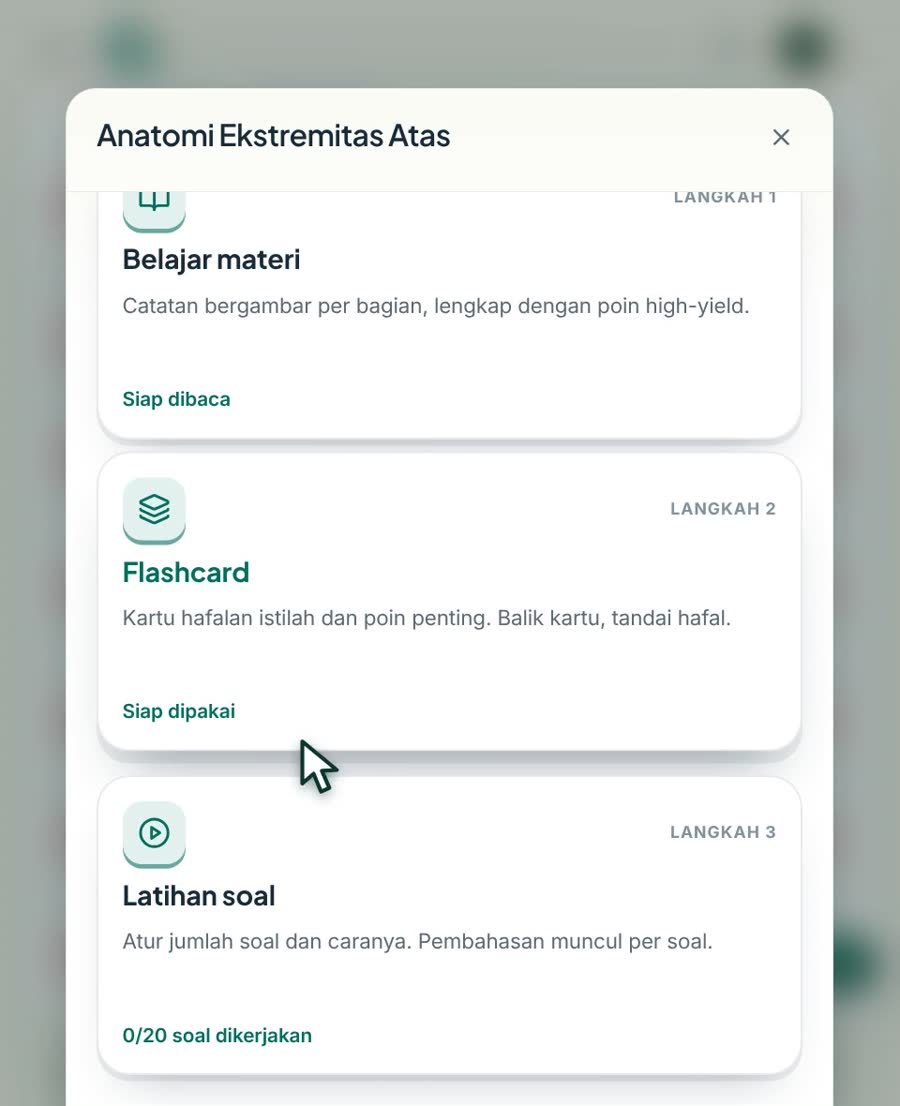 Anatomi Ekstremitas Atas
LANGKAH 1
Belajar materi
Catatan bergambar per bagian, lengkap dengan poin high-yield.
Siap dibaca
LANGKAH 2
Flashcard
Kartu hafalan istilah dan poin penting. Balik kartu, tandai hafal.
Siap dipakai
LANGKAH 3
Latihan soal
Atur jumlah soal dan caranya. Pembahasan muncul per soal.
0/20 soal dikerjakan